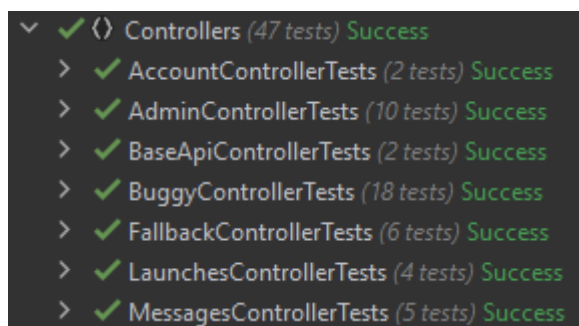 Controllers (47 tests) Success
AccountControllerTests (2 tests) Success
AdminControllerTests (10 tests) Success
BaseApiControllerTests (2 tests) Success
BuggyControllerTests (18 tests) Success
FallbackControllerTests (6 tests) Success
LaunchesControllerTests (4 tests) Success
MessagesControllerTests (5 tests) Success